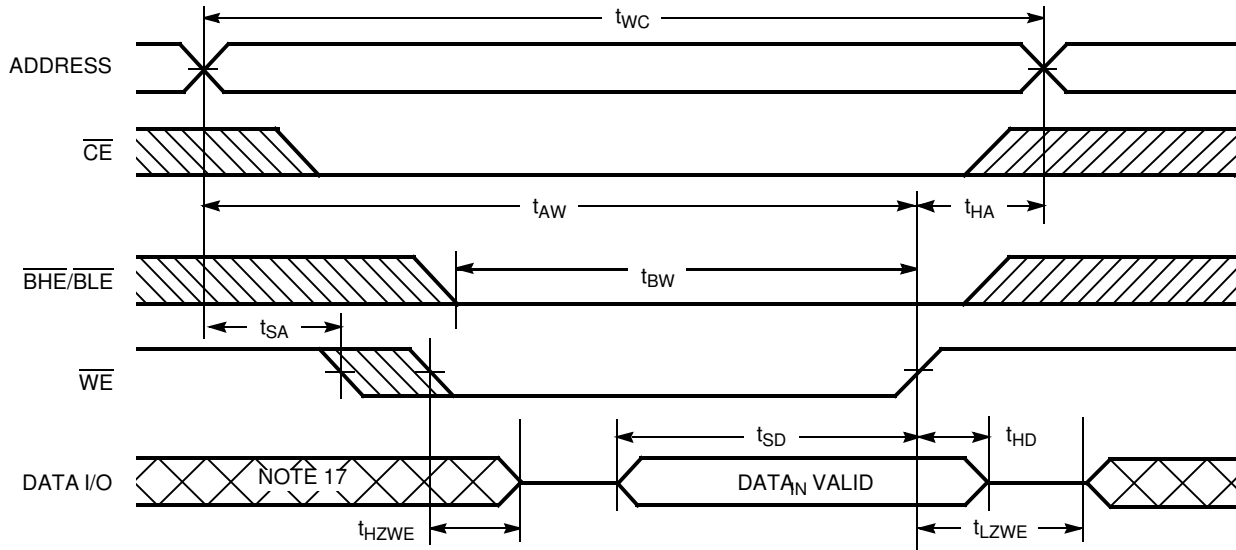 tWC
ADDRESS
CE
tAW
tHA
BHE/BLE
tBW
tSA
WE
tSD
tHD
DATA I/O
NOTE 17
DATAIN VALID
tHZWE
tLZWE